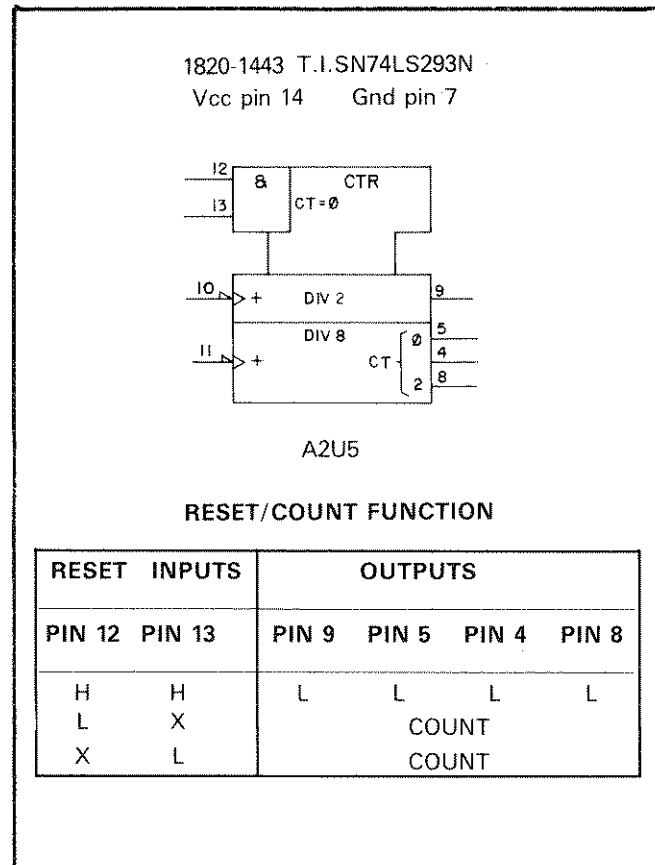 1820-1443 T.I.SN74LS293N
Vcc pin 14 Gnd pin 7
12 & CTR
13 CT=Ø
10 + DIV 2 9
DIV 8 Ø 5
11 + CT 4
2 8
A2U5
RESET/COUNT FUNCTION
RESET INPUTS OUTPUTS
PIN 12 PIN 13 PIN 9 PIN 5 PIN 4 PIN 8
H H L L L L
L X COUNT
X L COUNT